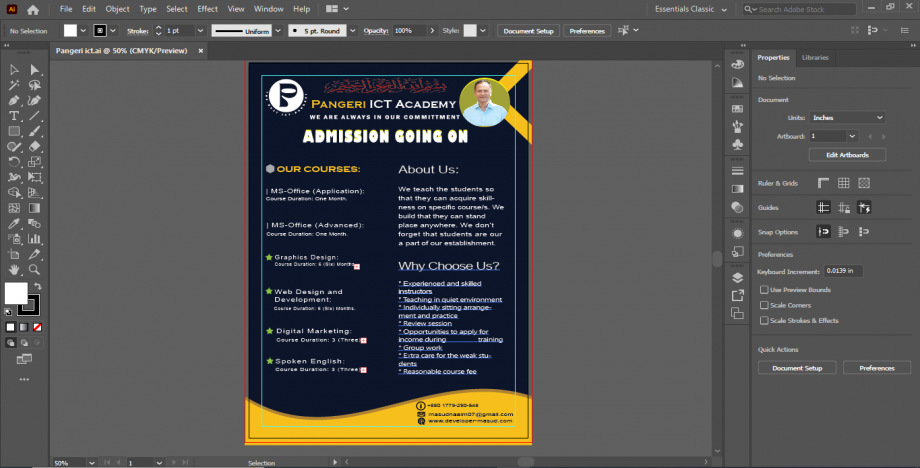 Ai
File Edit Object Type Select Effect View Window Help
Essentials Classic
Search Adobe Stock
No Selection
Stroke: 1 pt
Uniform
5 pt. Round
Opacity: 100%
Style:
Document Setup
Preferences
Pangeri ict.ai @ 50% (CMYK/Preview) ×
Properties
Libraries
No Selection
Document
Units: Inches
Artboard: 1
Edit Artboards
Ruler & Grids
Guides
Snap Options
Preferences
Keyboard Increment: 0.0139 in
Use Preview Bounds
Scale Corners
Scale Strokes & Effects
Quick Actions
Document Setup
Preferences
P
PANGERI ICT ACADEMY
WE ARE ALWAYS IN OUR COMMITTMENT
ADMISSION GOING ON
OUR COURSES:
| MS-Office (Application):
Course Duration: One Month.
| MS-Office (Advanced):
Course Duration: One Month.
Graphics Design:
Course Duration: 6 (Six) Months
Web Design and
Development:
Course Duration: 6 (Six) Months.
Digital Marketing:
Course Duration: 3 (Three)
Spoken English:
Course Duration: 3 (Three)
About Us:
We teach the students so
that they can acquire skill-
ness on specific course/s. We
build that they can stand
place anywhere. We don't
forget that students are our
a part of our establishment.
Why Choose Us?
* Experienced and skilled
instructors
* Teaching in quiet environment
* Individually sitting arrange-
ment and practice
* Review session
* Opportunities to apply for
income during training
* Group work
* Extra care for the weak stu-
dents
* Reasonable course fee
masudnaaim07@gmail.com
www.developer-masud.com
50%
1
Selection